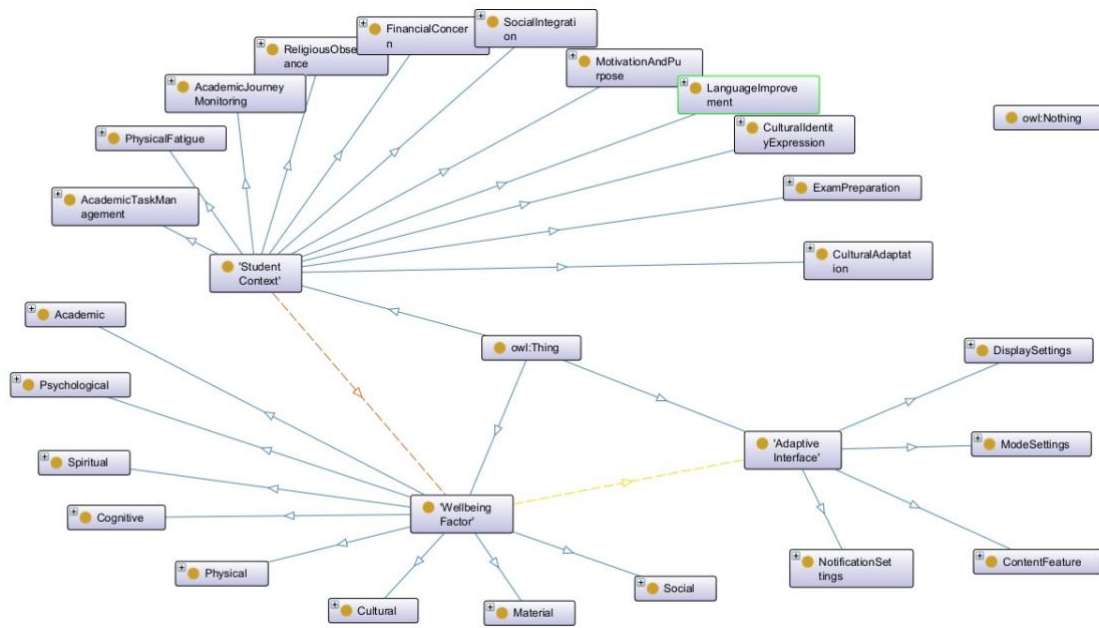 SocialIntegrati
on
FinancialConcer
n
ReligiousObse
ance
MotivationAndPu
rpose
AcademicJourney
Monitoring
LanguageImprove
ment
owl:Nothing
CulturalIdentit
yExpression
PhysicalFatigue
ExamPreparation
AcademicTaskMan
agement
CulturalAdaptat
ion
'Student
Context'
Academic
owl:Thing
DisplaySettings
Psychological
'Adaptive
Interface'
ModeSettings
Spiritual
'Wellbeing
Factor'
Cognitive
NotificationSet
tings
ContentFeature
Physical
Social
Cultural
Material